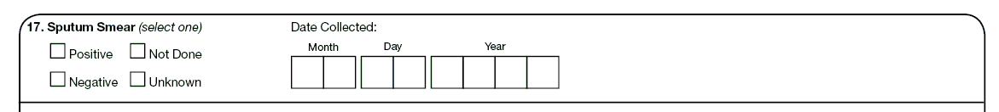 17. Sputum Smear (select one) Date Collected:
Month Day Year
Positive Not Done
Negative Unknown